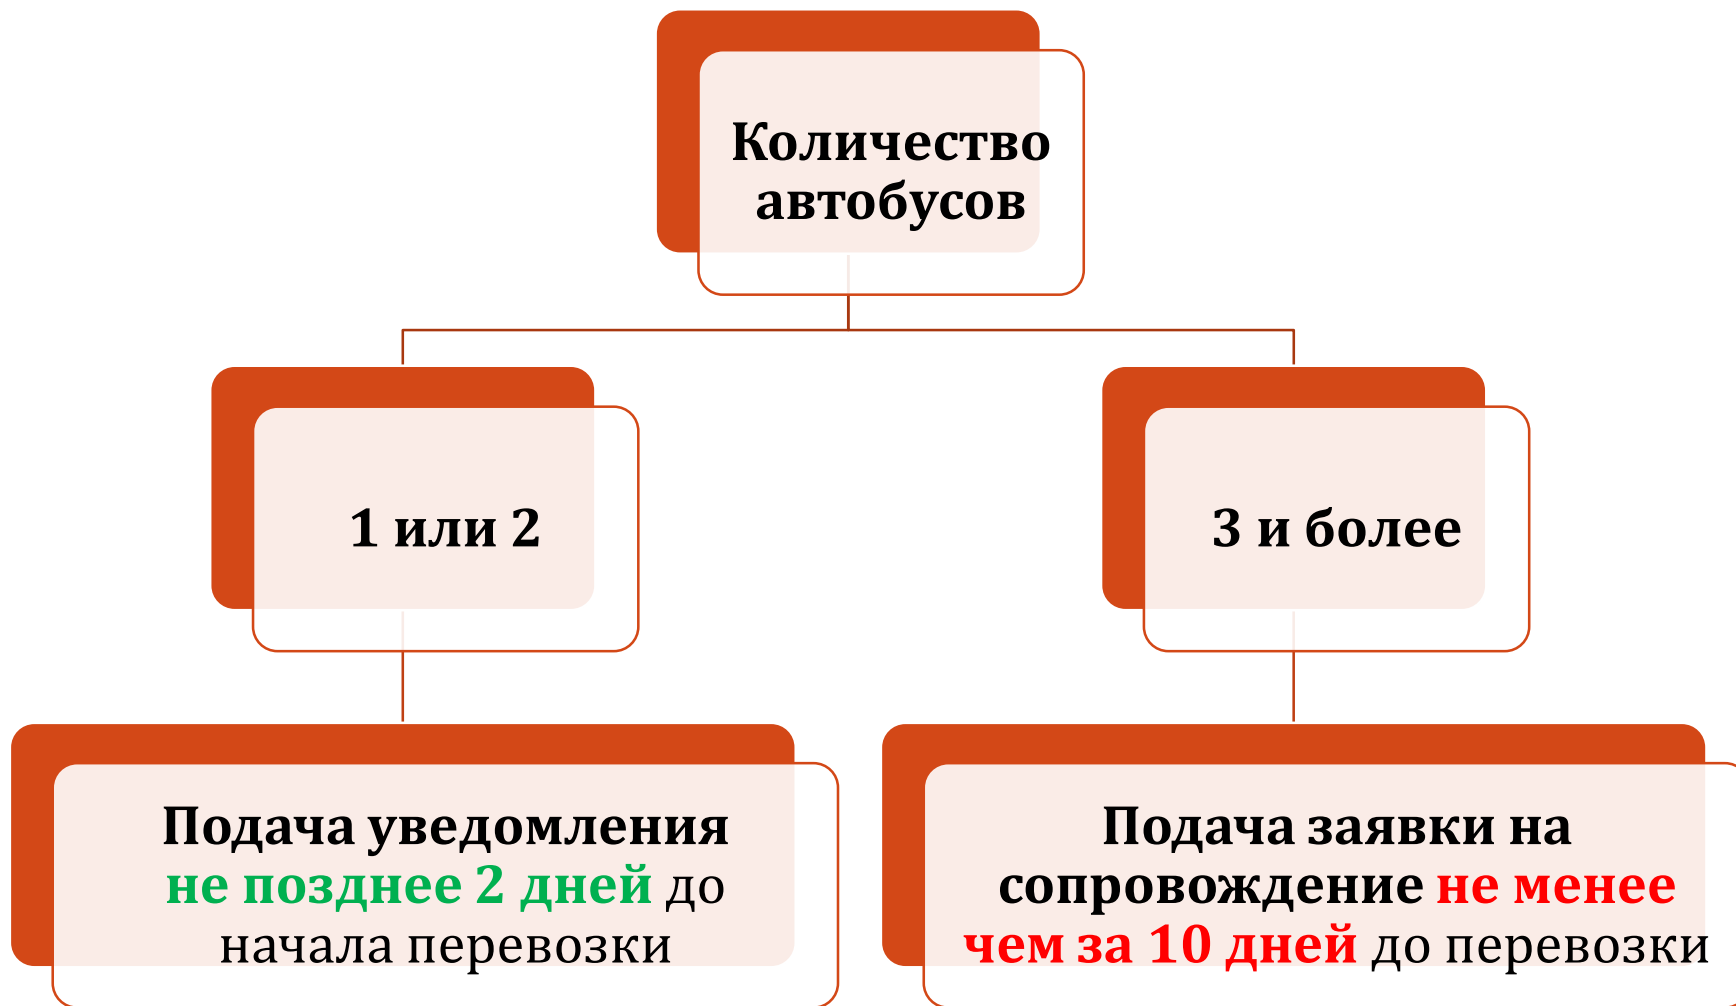 Количество
автобусов
1 или 2
3 и более
Подача уведомления
не позднее 2 дней до
начала перевозки
Подача заявки на
сопровождение не менее
чем за 10 дней до перевозки